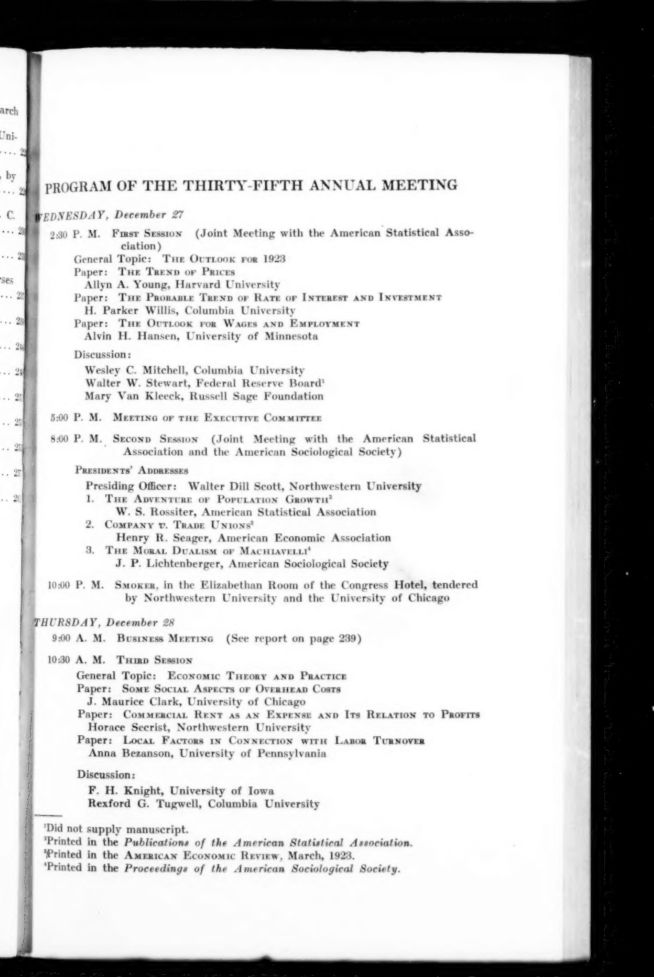 arch
Uni-
by
C.
PROGRAM OF THE THIRTY-FIFTH ANNUAL MEETING
WEDNESDAY, December 27
2:30 P. M. FIRST SESSION (Joint Meeting with the American Statistical Asso-
ciation)
General Topic: THE OUTLOOK FOR 1923
Paper: THE TREND OF PRICES
Allyn A. Young, Harvard University
Paper: THE PROBABLE TREND OF RATE OF INTEREST AND INVESTMENT
H. Parker Willis, Columbia University
Paper: THE OUTLOOK FOR WAGES AND EMPLOYMENT
Alvin H. Hansen, University of Minnesota
Discussion:
Wesley C. Mitchell, Columbia University
Walter W. Stewart, Federal Reserve Board¹
Mary Van Kleeck, Russell Sage Foundation
5:00 P. M. MEETING OF THE EXECUTIVE COMMITTEE
8:00 P. M. SECOND SESSION (Joint Meeting with the American Statistical
Association and the American Sociological Society)
PRESIDENTS' ADDRESSES
Presiding Officer: Walter Dill Scott, Northwestern University
1. THE ADVENTURE OF POPULATION GROWTH²
W. S. Rossiter, American Statistical Association
2. COMPANY v. TRADE UNIONS³
Henry R. Seager, American Economic Association
3. THE MORAL DUALISM OF MACHIAVELLI⁴
J. P. Lichtenberger, American Sociological Society
10:00 P. M. SMOKER, in the Elizabethan Room of the Congress Hotel, tendered
by Northwestern University and the University of Chicago
THURSDAY, December 28
9:00 A. M. BUSINESS MEETING (See report on page 239)
10:30 A. M. THIRD SESSION
General Topic: ECONOMIC THEORY AND PRACTICE
Paper: SOME SOCIAL ASPECTS OF OVERHEAD COSTS
J. Maurice Clark, University of Chicago
Paper: COMMERCIAL RENT AS AN EXPENSE AND ITS RELATION TO PROFITS
Horace Secrist, Northwestern University
Paper: LOCAL FACTORS IN CONNECTION WITH LABOR TURNOVER
Anna Bezanson, University of Pennsylvania
Discussion:
F. H. Knight, University of Iowa
Rexford G. Tugwell, Columbia University
¹Did not supply manuscript.
²Printed in the Publications of the American Statistical Association.
³Printed in the AMERICAN ECONOMIC REVIEW, March, 1923.
⁴Printed in the Proceedings of the American Sociological Society.